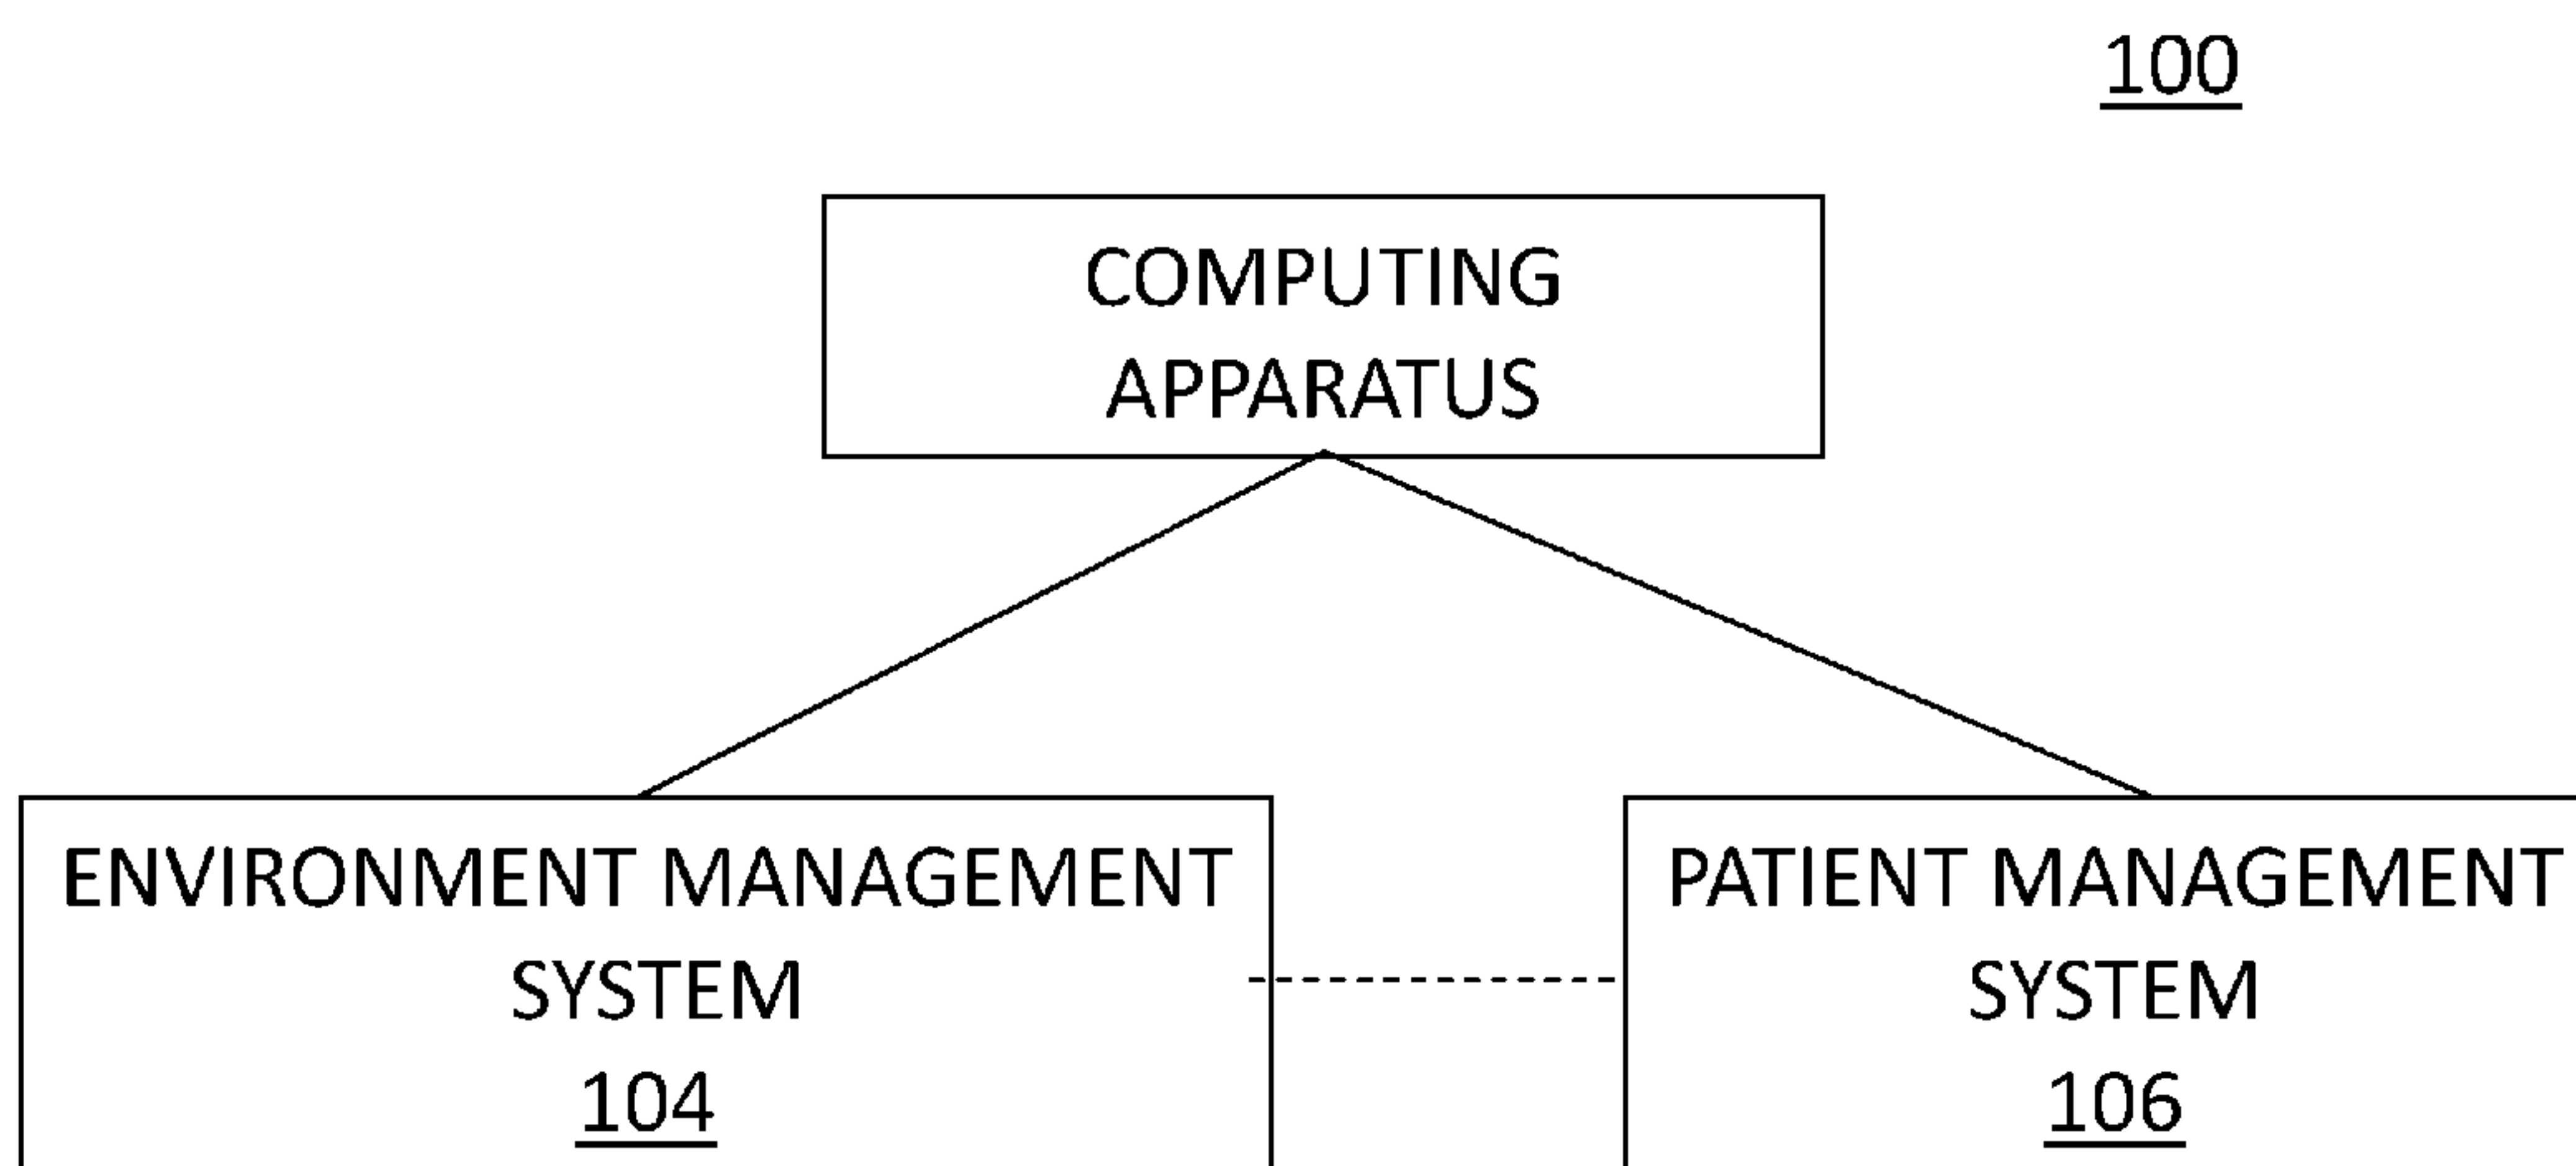 100
COMPUTING
APPARATUS
ENVIRONMENT MANAGEMENT
SYSTEM
104
PATIENT MANAGEMENT
SYSTEM
106